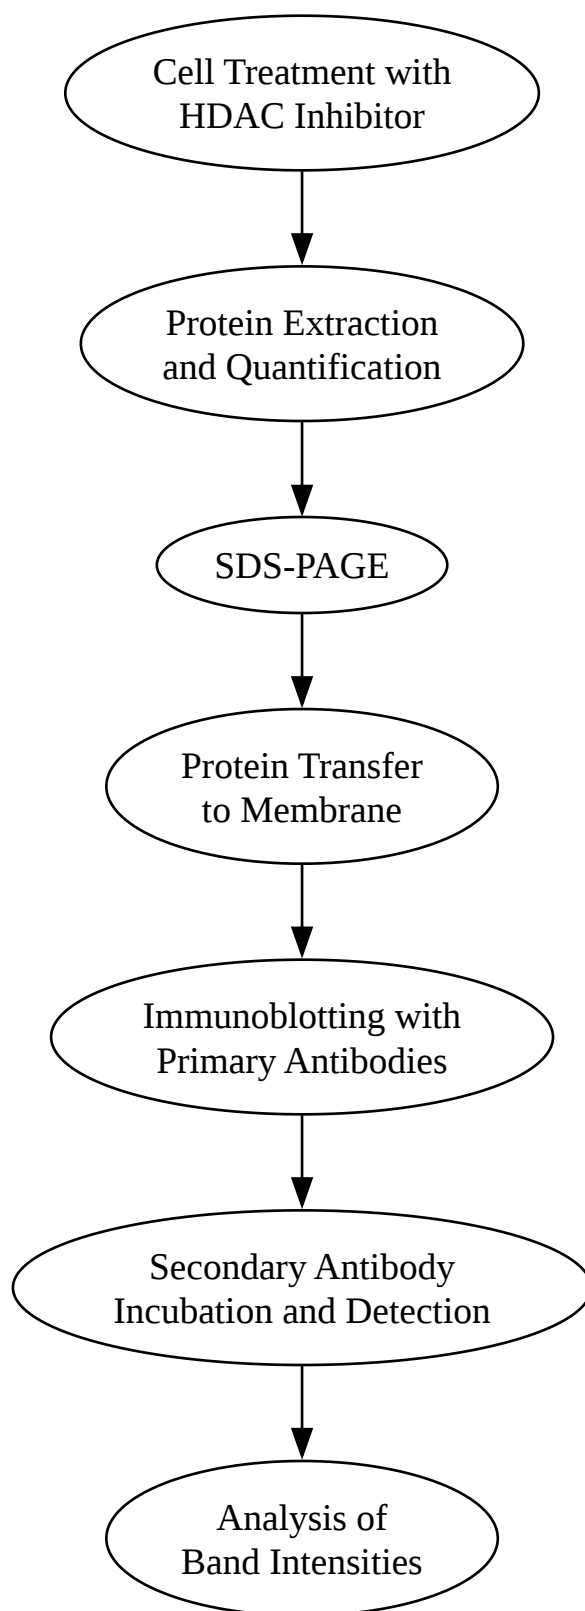 Cell Treatment with
HDAC Inhibitor
Protein Extraction
and Quantification
SDS-PAGE
Protein Transfer
to Membrane
Immunoblotting with
Primary Antibodies
Secondary Antibody
Incubation and Detection
Analysis of
Band Intensities